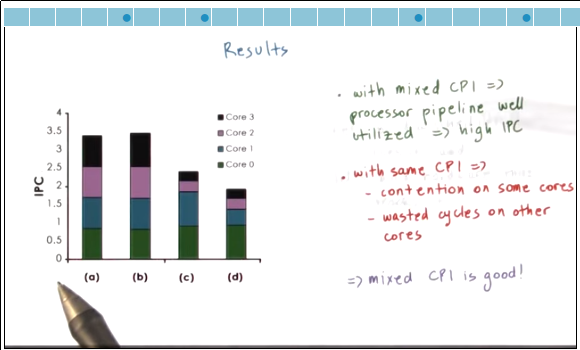 Results
• with mixed CPI =>
processor pipeline well
utilized => high IPC
• with same CPI =>
- contention on some cores
- wasted cycles on other
cores
=> mixed CPI is good!
IPC
4
3.5
3
2.5
2
1.5
1
0.5
0
Core 3
Core 2
Core 1
Core 0
(a) (b) (c) (d)